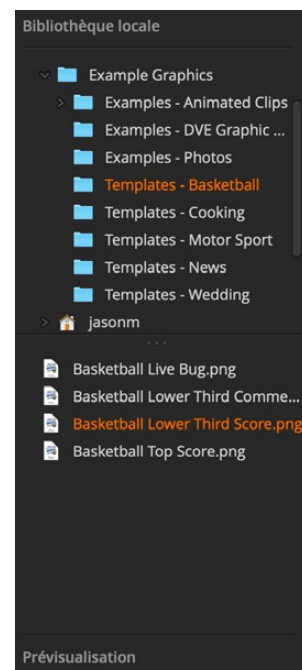 Bibliothèque locale
Example Graphics
Examples - Animated Clips
Examples - DVE Graphic ...
Examples - Photos
Templates - Basketball
Templates - Cooking
Templates - Motor Sport
Templates - News
Templates - Wedding
jasonm
Basketball Live Bug.png
Basketball Lower Third Comme...
Basketball Lower Third Score.png
Basketball Top Score.png
Prévisualisation